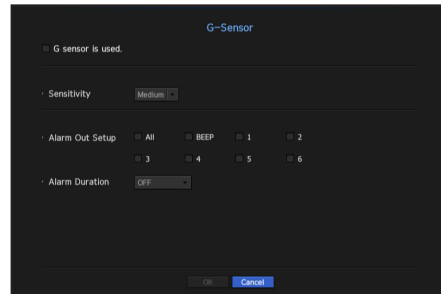 G-Sensor
G sensor is used.
· Sensitivity Medium
· Alarm Out Setup All BEEP 1 2
3 4 5 6
· Alarm Duration OFF
OK Cancel